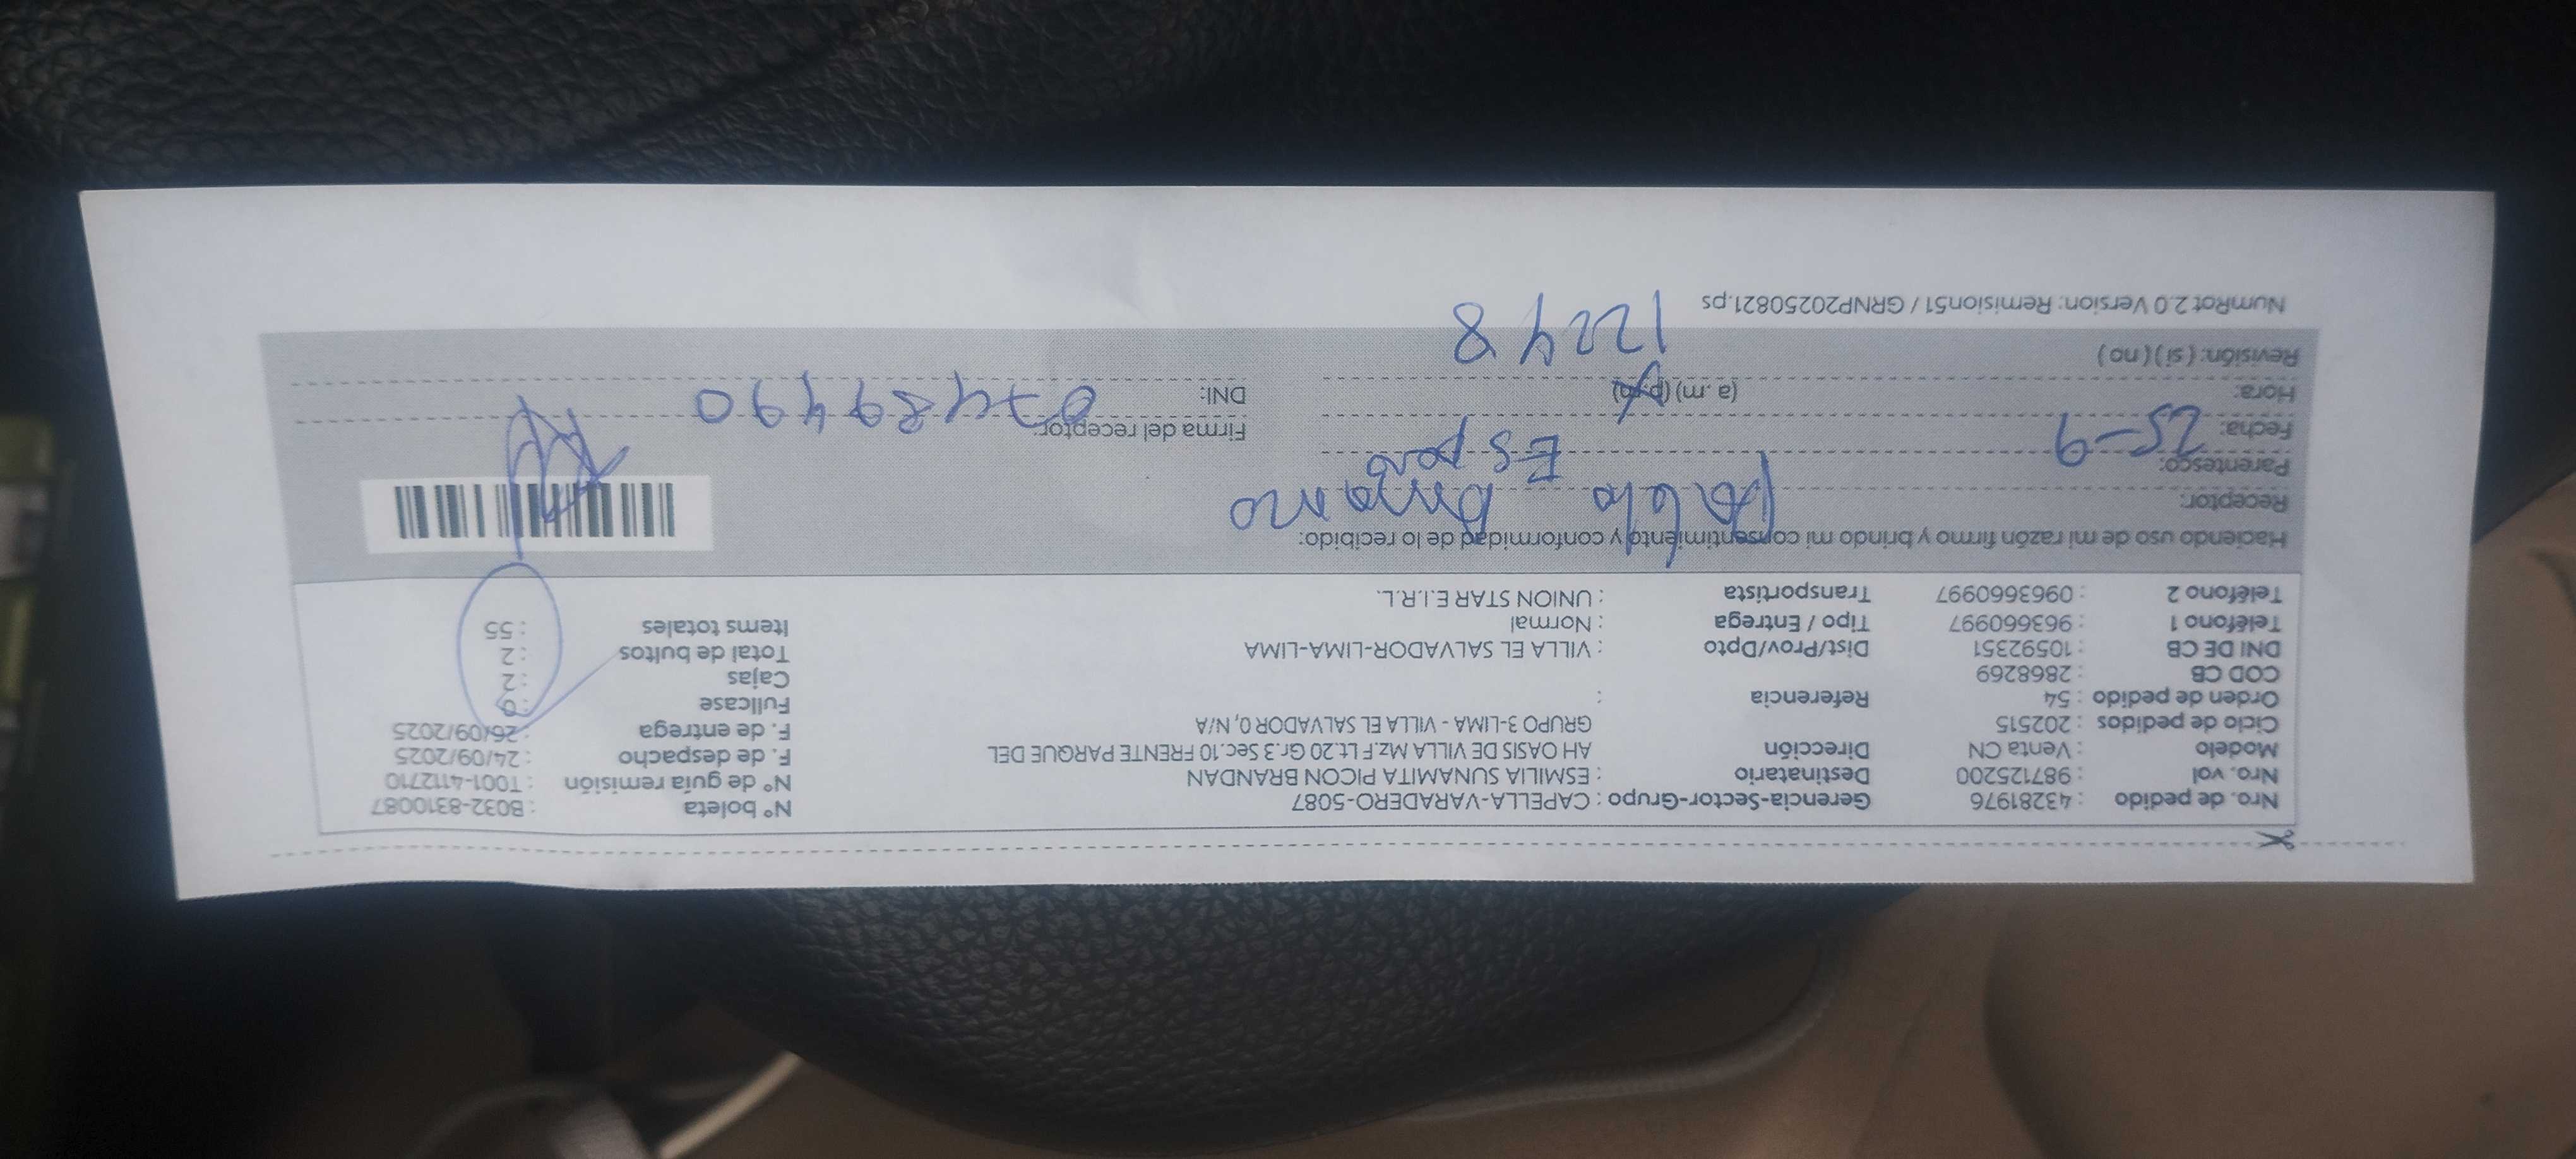 Nro. de pedido : 43281976 Gerencia-Sector-Grupo : CAPELLA-VARADERO-5087 N° boleta : B032-8310087
Nro. vol : 987125200 Destinatario : ESMILIA SUNAMITA PICON BRANDAN N° de guía remisión : T001-4112710
Modelo : Venta CN Dirección AH OASIS DE VILLA Mz.F Lt.20 Gr.3 Sec.10 FRENTE PARQUE DEL F. de despacho : 24/09/2025
Ciclo de pedidos : 202515 GRUPO 3-LIMA - VILLA EL SALVADOR 0, N/A F. de entrega : 26/09/2025
Orden de pedido : 54 Referencia : Fullcase : 0
COD CB : 2868269 Cajas : 2
DNI DE CB : 10592351 Dist/Prov/Dpto : VILLA EL SALVADOR-LIMA-LIMA Total de bultos : 2
Teléfono 1 : 963660997 Tipo / Entrega : Normal Items totales : 55
Teléfono 2 : 0963660997 Transportista : UNION STAR E.I.R.L.
Haciendo uso de mi razón firmo y brindo mi consentimiento y conformidad de lo recibido:
Receptor:
Parentesco: Esposo
Fecha: 25-9 Firma del receptor:
Hora: (a .m) (p.m) DNI: 07489490
Revisión: ( si ) ( no ) 12248
NumRot 2.0 Version: Remision51 / GRNP20250821.ps